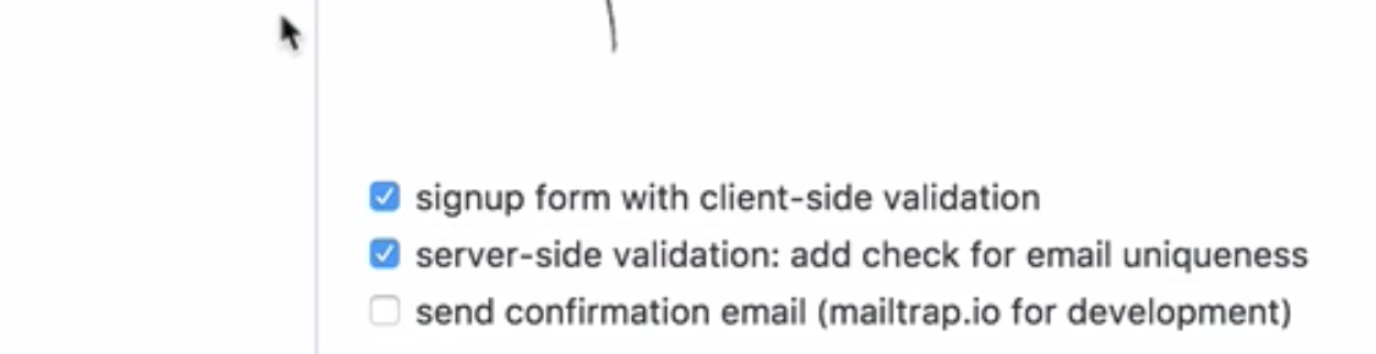 signup form with client-side validation
server-side validation: add check for email uniqueness
send confirmation email (mailtrap.io for development)